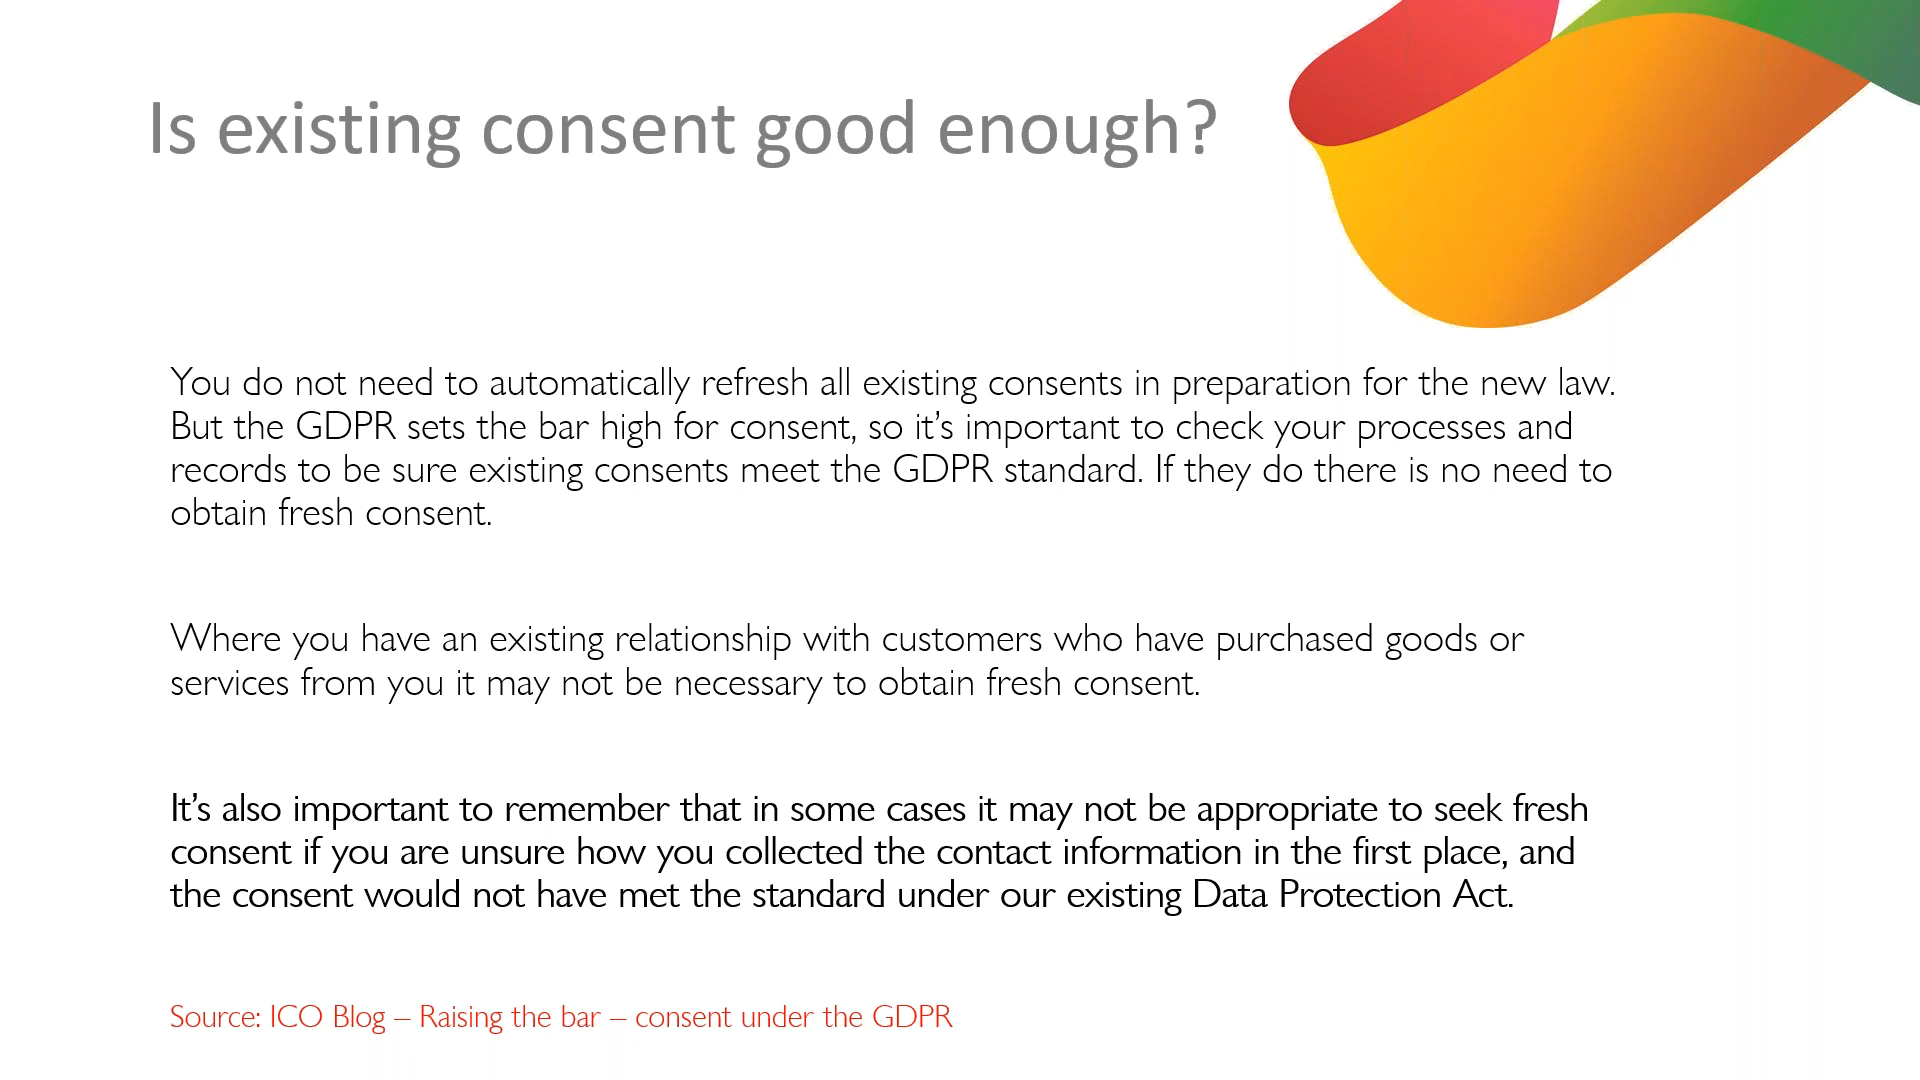 Is existing consent good enough?
You do not need to automatically refresh all existing consents in preparation for the new law.
But the GDPR sets the bar high for consent, so it’s important to check your processes and
records to be sure existing consents meet the GDPR standard. If they do there is no need to
obtain fresh consent.
Where you have an existing relationship with customers who have purchased goods or
services from you it may not be necessary to obtain fresh consent.
It’s also important to remember that in some cases it may not be appropriate to seek fresh
consent if you are unsure how you collected the contact information in the first place, and
the consent would not have met the standard under our existing Data Protection Act.
Source: ICO Blog – Raising the bar – consent under the GDPR